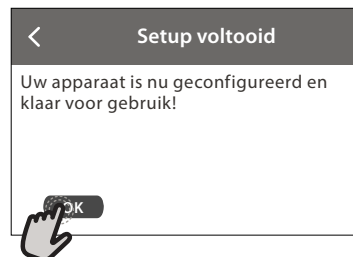 Setup voltooid
Uw apparaat is nu geconfigureerd en
klaar voor gebruik!
OK